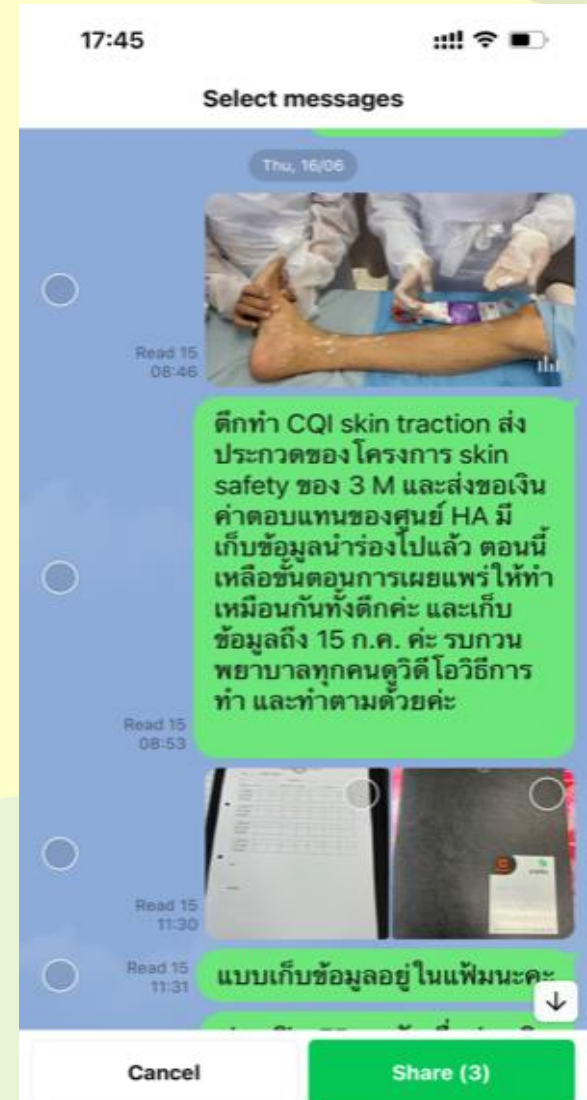 17:45
Select messages
Thu, 16/06
Read 15
08:46
ตึกทำ CQI skin traction ส่ง
ประกวดของโครงการ skin
safety ของ 3 M และส่งขอเงิน
ค่าตอบแทนของศูนย์ HA มี
เก็บข้อมูลนำร่องไปแล้ว ตอนนี้
เหลือขั้นตอนการเผยแพร่ให้ทำ
เหมือนกันทั้งตึกค่ะ และเก็บ
ข้อมูลถึง 15 ก.ค. ค่ะ รบกวน
พยาบาลทุกคนดูวิดีโอวิธีการ
ทำ และทำตามด้วยค่ะ
Read 15
08:53
Read 15
11:30
Read 15
11:31
แบบเก็บข้อมูลอยู่ในแฟ้มนะคะ
Cancel
Share (3)